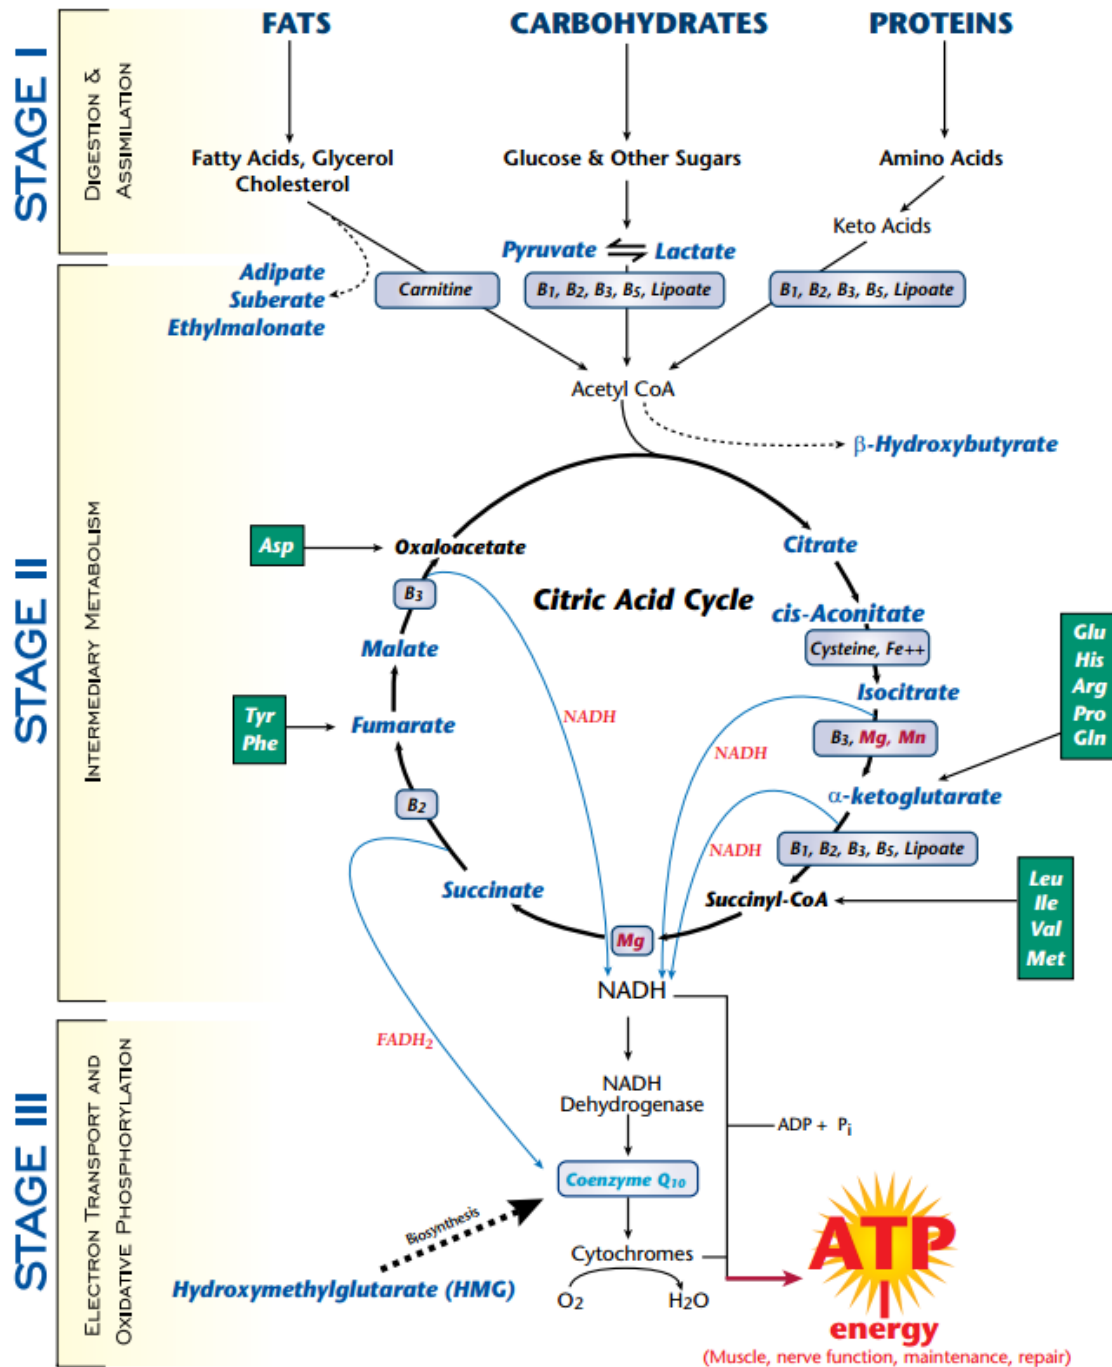 STAGE I
DIGESTION &
ASSIMILATION
FATS
CARBOHYDRATES
PROTEINS
Fatty Acids, Glycerol
Cholesterol
Glucose & Other Sugars
Amino Acids
Keto Acids
Pyruvate
Lactate
STAGE II
INTERMEDIARY METABOLISM
Adipate
Suberate
Ethylmalonate
Carnitine
B1, B2, B3, B5, Lipoate
B1, B2, B3, B5, Lipoate
Acetyl CoA
β-Hydroxybutyrate
Asp
Oxaloacetate
Citrate
B3
Citric Acid Cycle
cis-Aconitate
Cysteine, Fe++
Malate
Isocitrate
Glu
His
Arg
Pro
Gln
Tyr
Phe
Fumarate
NADH
NADH
B3, Mg, Mn
α-ketoglutarate
B2
NADH
B1, B2, B3, B5, Lipoate
Succinate
Succinyl-CoA
Leu
Ile
Val
Met
Mg
NADH
STAGE III
ELECTRON TRANSPORT AND
OXIDATIVE PHOSPHORYLATION
FADH2
NADH
Dehydrogenase
ADP + Pi
Coenzyme Q10
Biosynthesis
Cytochromes
Hydroxymethylglutarate (HMG)
O2
H2O
ATP
energy
(Muscle, nerve function, maintenance, repair)